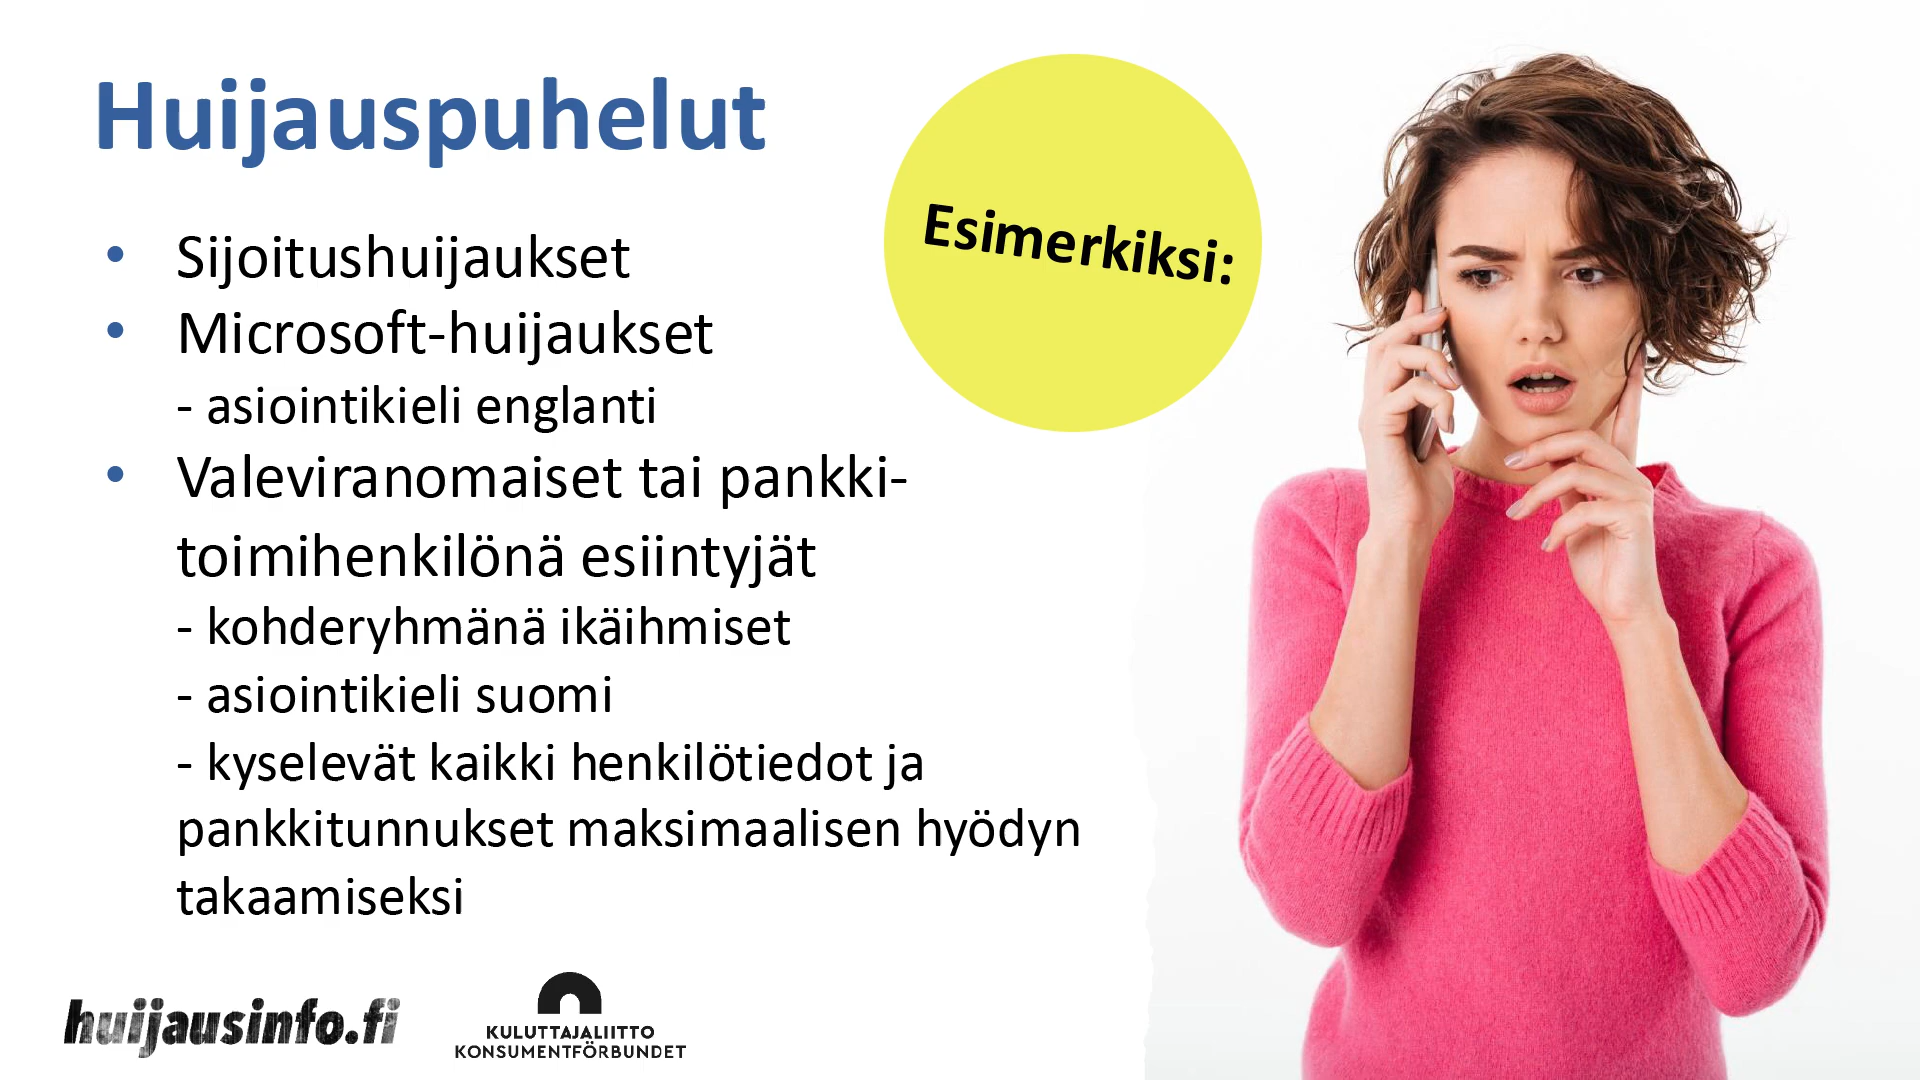 Huijauspuhelut
Esimerkiksi:
• Sijoitushuijaukset
• Microsoft-huijaukset
- asiointikieli englanti
• Valeviranomaiset tai pankki-
toimihenkilönä esiintyjät
- kohderyhmänä ikäihmiset
- asiointikieli suomi
- kyselevät kaikki henkilötiedot ja
pankkitunnukset maksimaalisen hyödyn
takaamiseksi
huijausinfo.fi
KULUTTAJALIITTO
KONSUMENTFÖRBUNDET